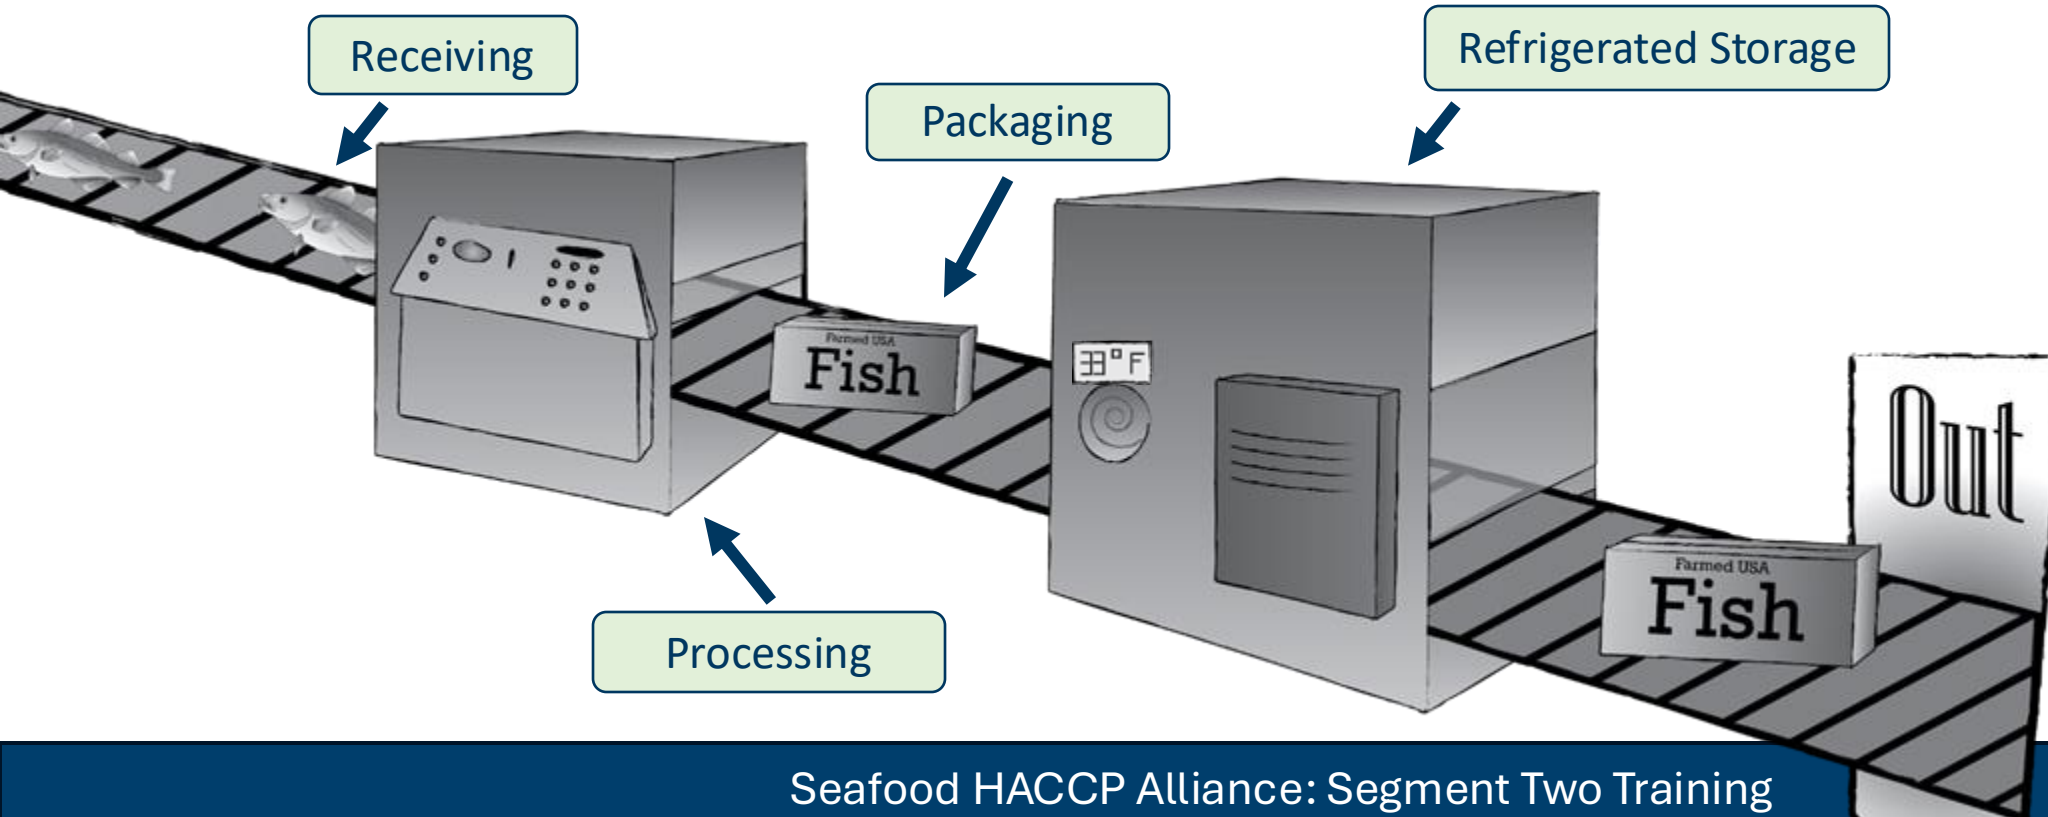 Receiving
Packaging
Refrigerated Storage
Processing
33°F
Farmed USA
Fish
Farmed USA
Fish
Out
Seafood HACCP Alliance: Segment Two Training